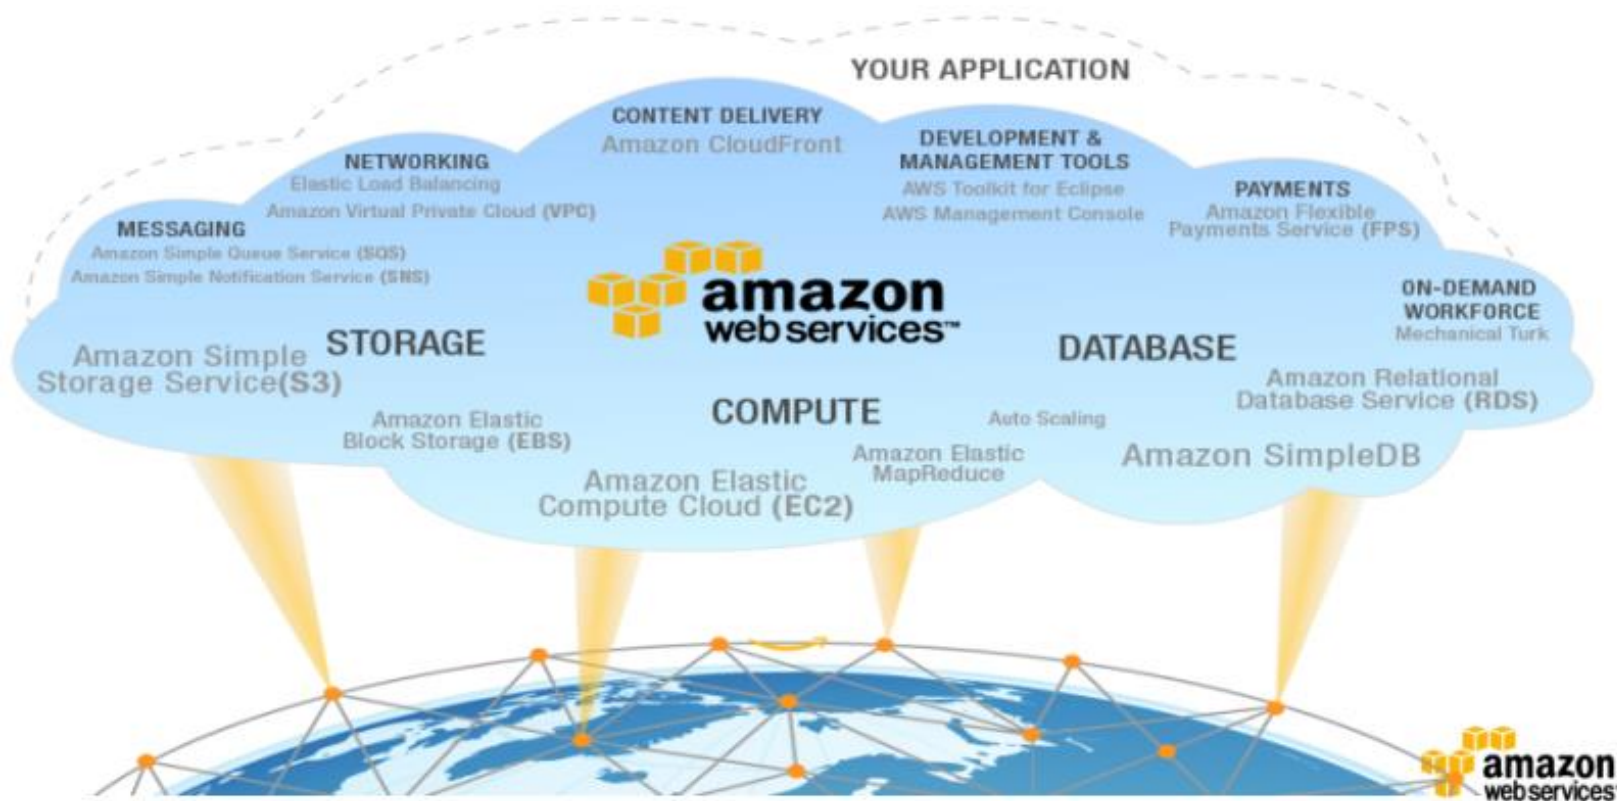 YOUR APPLICATION
CONTENT DELIVERY
Amazon CloudFront
DEVELOPMENT &
MANAGEMENT TOOLS
AWS Toolkit for Eclipse
AWS Management Console
NETWORKING
Elastic Load Balancing
Amazon Virtual Private Cloud (VPC)
PAYMENTS
Amazon Flexible
Payments Service (FPS)
MESSAGING
Amazon Simple Queue Service (SQS)
Amazon Simple Notification Service (SNS)
amazon
web services™
ON-DEMAND
WORKFORCE
Mechanical Turk
STORAGE
Amazon Simple
Storage Service(S3)
Amazon Elastic
Block Storage (EBS)
COMPUTE
Auto Scaling
Amazon Elastic
MapReduce
Amazon Elastic
Compute Cloud (EC2)
DATABASE
Amazon Relational
Database Service (RDS)
Amazon SimpleDB
amazon
web services